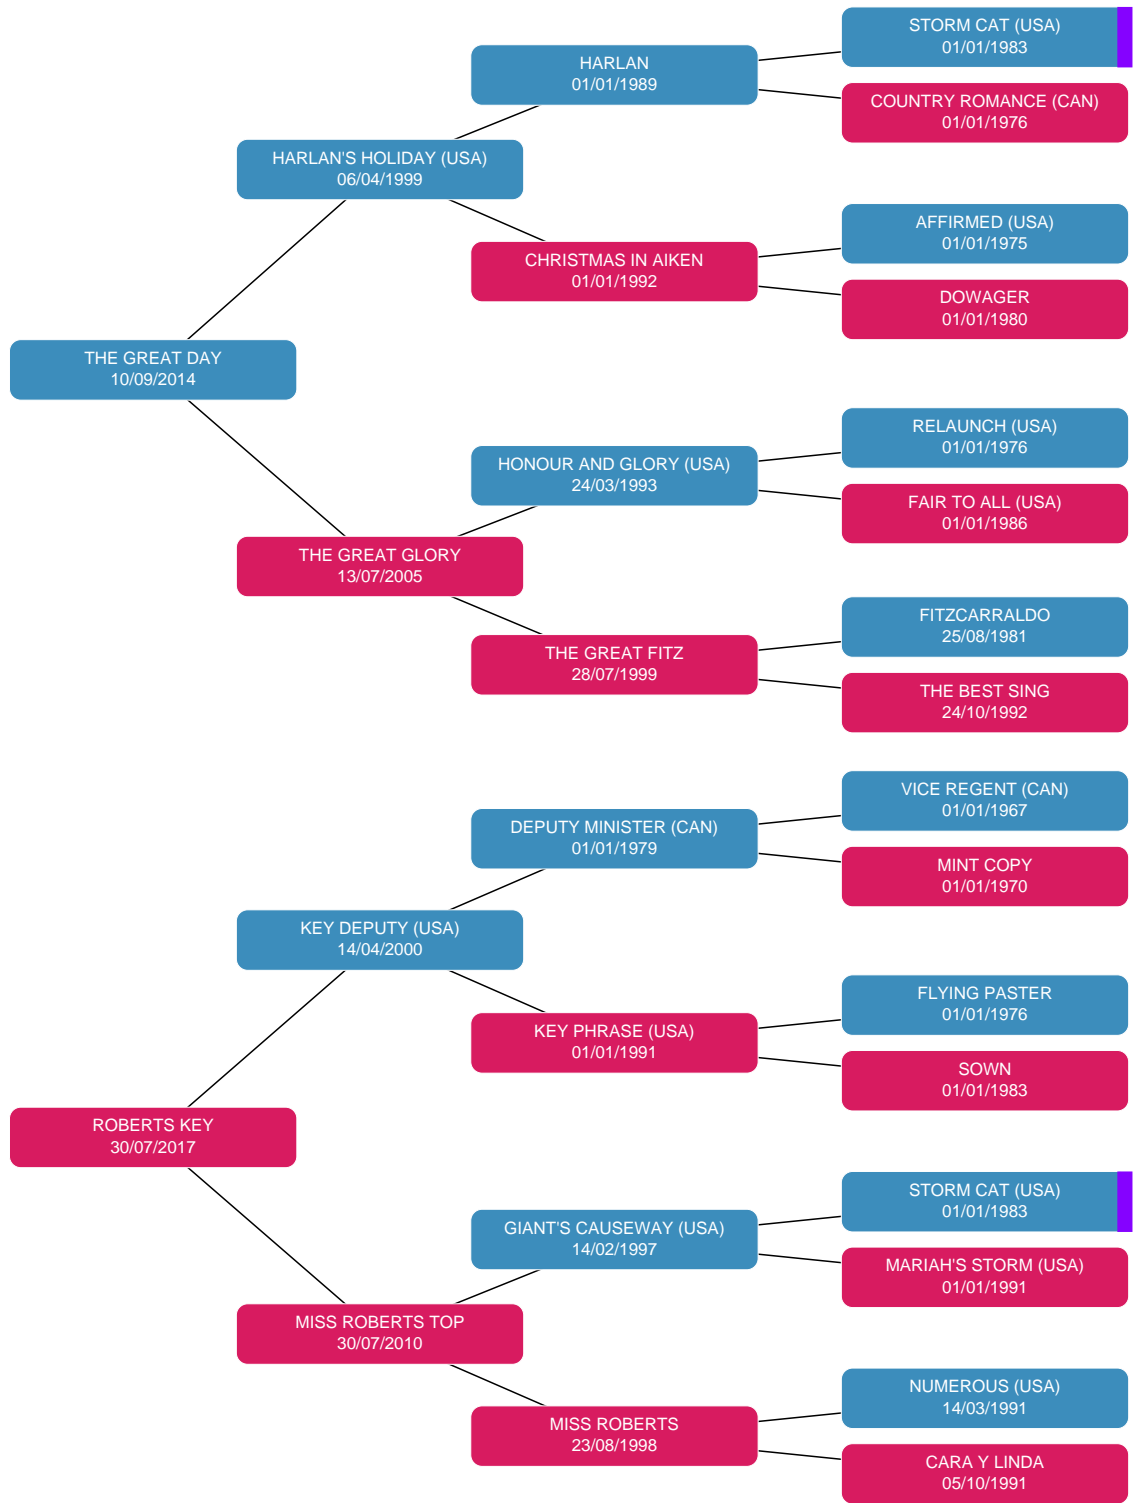 STORM CAT (USA)
01/01/1983
HARLAN
01/01/1989
COUNTRY ROMANCE (CAN)
01/01/1976
HARLAN'S HOLIDAY (USA)
06/04/1999
AFFIRMED (USA)
01/01/1975
CHRISTMAS IN AIKEN
01/01/1992
DOWAGER
01/01/1980
THE GREAT DAY
10/09/2014
RELAUNCH (USA)
01/01/1976
HONOUR AND GLORY (USA)
24/03/1993
FAIR TO ALL (USA)
01/01/1986
THE GREAT GLORY
13/07/2005
FITZCARRALDO
25/08/1981
THE GREAT FITZ
28/07/1999
THE BEST SING
24/10/1992
VICE REGENT (CAN)
01/01/1967
DEPUTY MINISTER (CAN)
01/01/1979
MINT COPY
01/01/1970
KEY DEPUTY (USA)
14/04/2000
FLYING PASTER
01/01/1976
KEY PHRASE (USA)
01/01/1991
SOWN
01/01/1983
ROBERTS KEY
30/07/2017
STORM CAT (USA)
01/01/1983
GIANT'S CAUSEWAY (USA)
14/02/1997
MARIAH'S STORM (USA)
01/01/1991
MISS ROBERTS TOP
30/07/2010
NUMEROUS (USA)
14/03/1991
MISS ROBERTS
23/08/1998
CARA Y LINDA
05/10/1991